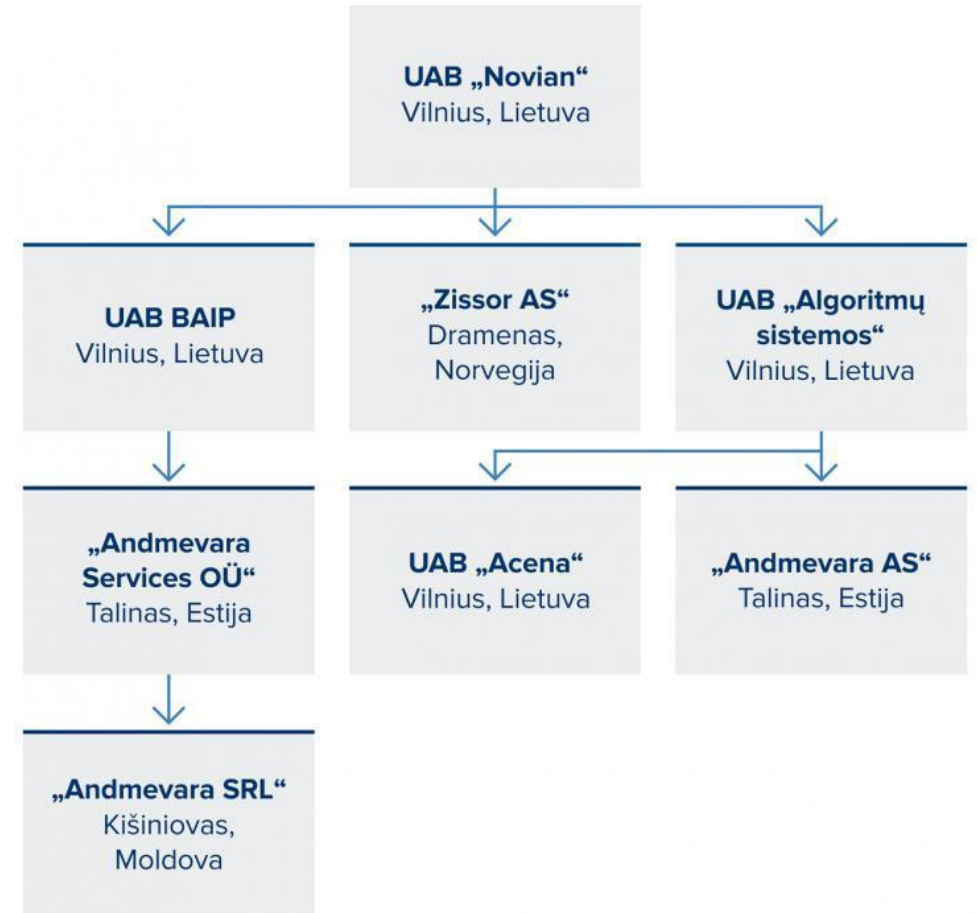 UAB „Novian“
Vilnius, Lietuva
UAB BAIP
Vilnius, Lietuva
„Zissor AS“
Dramenas,
Norvegija
UAB „Algoritmų
sistemos“
Vilnius, Lietuva
„Andmevara
Services OÜ“
Talinas, Estija
UAB „Acena“
Vilnius, Lietuva
„Andmevara AS“
Talinas, Estija
„Andmevara SRL“
Kišiniovas,
Moldova